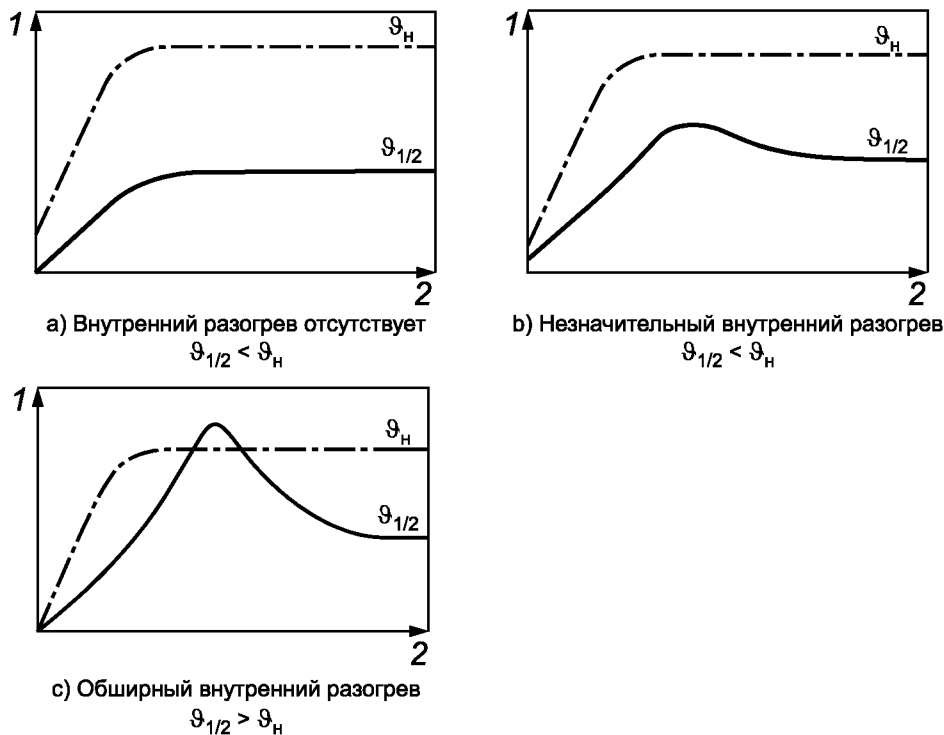 1
ϑн
ϑ1/2
2
a) Внутренний разогрев отсутствует
ϑ1/2 < ϑн
1
ϑн
ϑ1/2
2
b) Незначительный внутренний разогрев
ϑ1/2 < ϑн
1
ϑн
ϑ1/2
2
c) Обширный внутренний разогрев
ϑ1/2 > ϑн